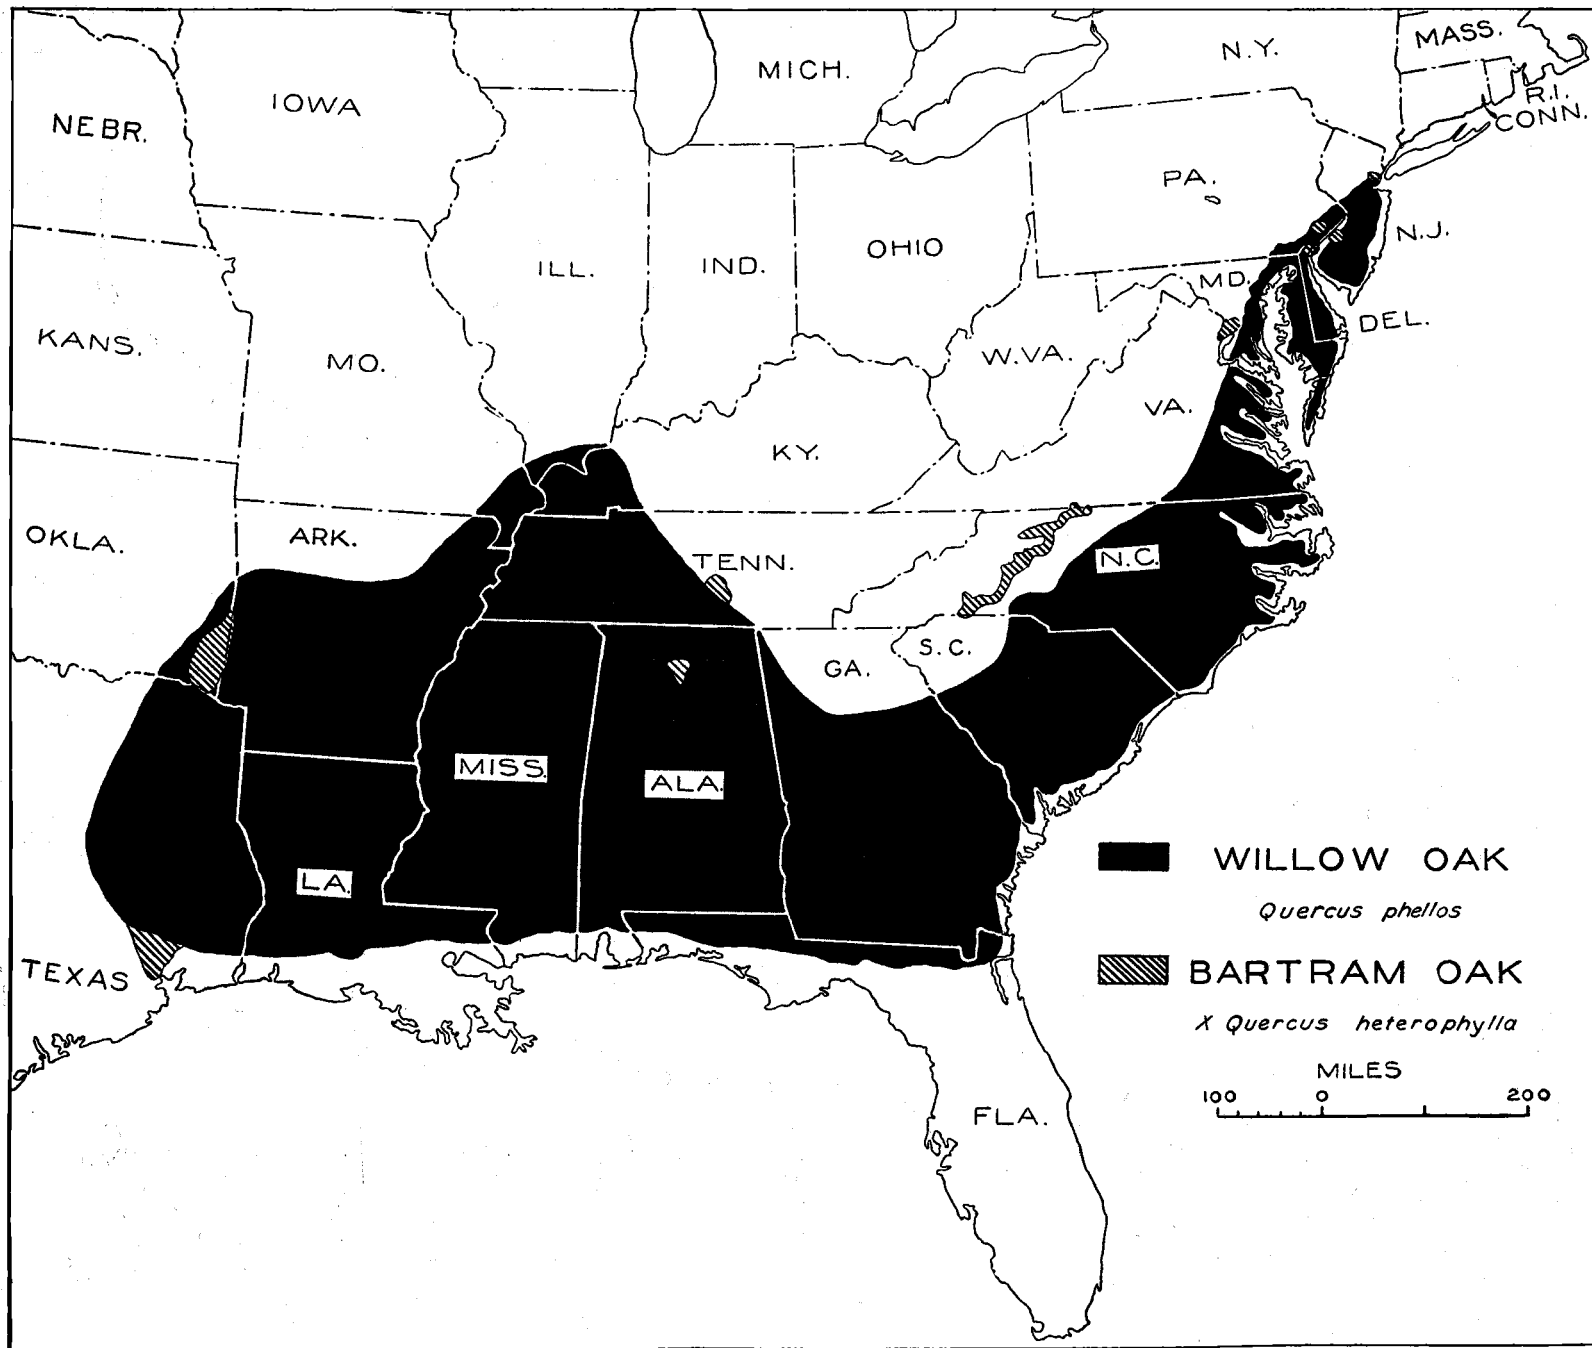 MASS.
N.Y.
MICH.
IOWA
R.I.
CONN.
NEBR.
PA.
N.J.
OHIO
ILL.
IND.
MD.
DEL.
KANS.
MO.
W.VA.
VA.
KY.
OKLA.
ARK.
TENN.
N.C.
S.C.
GA.
MISS.
ALA.
LA.
TEXAS
FLA.
WILLOW OAK
Quercus phellos
BARTRAM OAK
X Quercus heterophylla
MILES
100 0 200